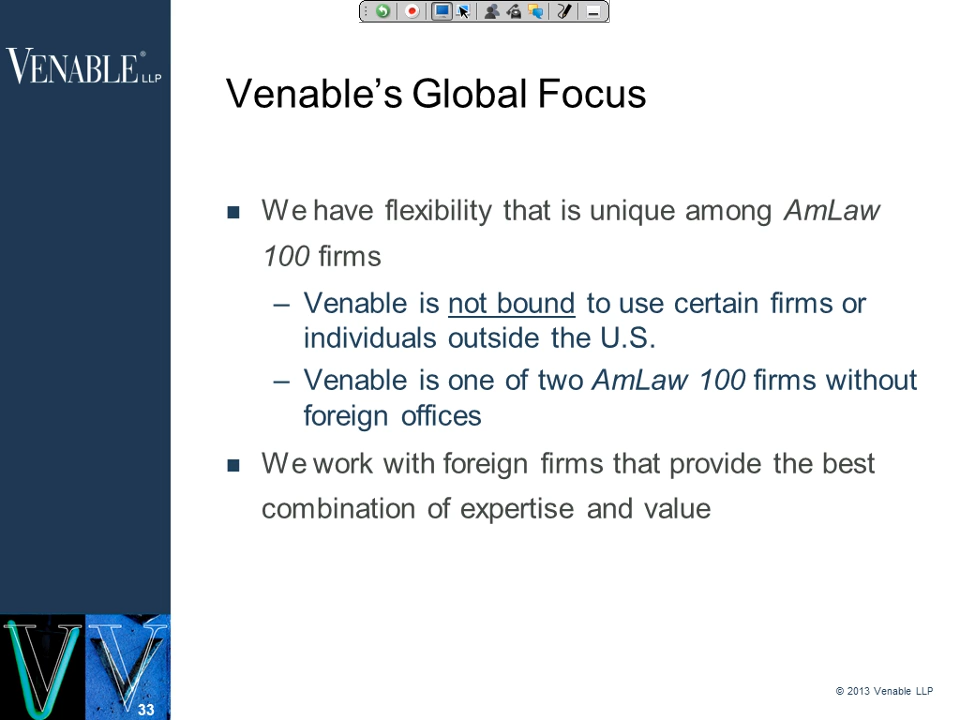 VENABLE® LLP
Venable’s Global Focus
■ We have flexibility that is unique among AmLaw
100 firms
– Venable is not bound to use certain firms or
individuals outside the U.S.
– Venable is one of two AmLaw 100 firms without
foreign offices
■ We work with foreign firms that provide the best
combination of expertise and value
V V
33
© 2013 Venable LLP